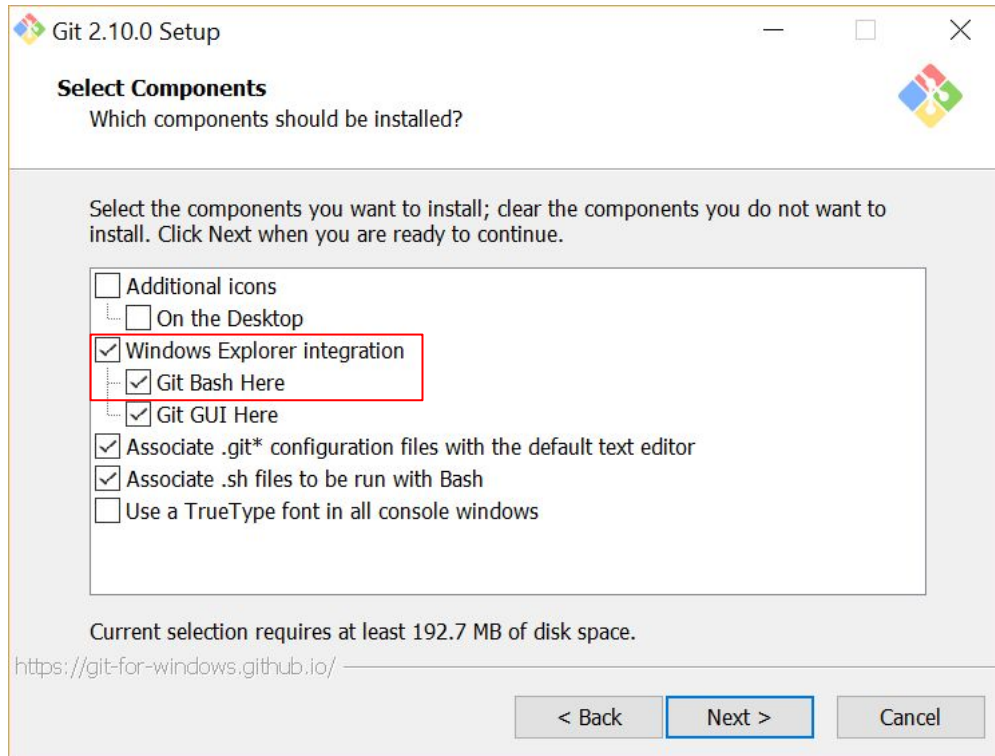 Git 2.10.0 Setup
Select Components
Which components should be installed?
Select the components you want to install; clear the components you do not want to
install. Click Next when you are ready to continue.
Additional icons
On the Desktop
Windows Explorer integration
Git Bash Here
Git GUI Here
Associate .git* configuration files with the default text editor
Associate .sh files to be run with Bash
Use a TrueType font in all console windows
Current selection requires at least 192.7 MB of disk space.
https://git-for-windows.github.io/
< Back Next > Cancel